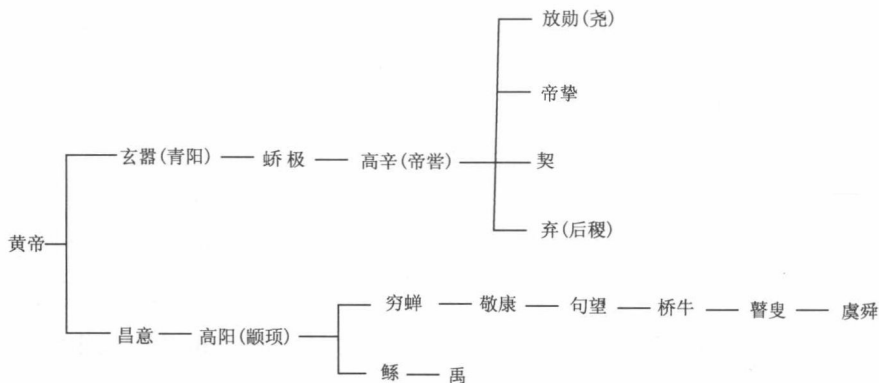 放勋(尧)
帝挚
玄嚣(青阳) 蟜极 高辛(帝喾) 契
弃(后稷)
黄帝
穷蝉 敬康 句望 桥牛 瞽叟 虞舜
昌意 高阳(颛顼)
鲧 禹